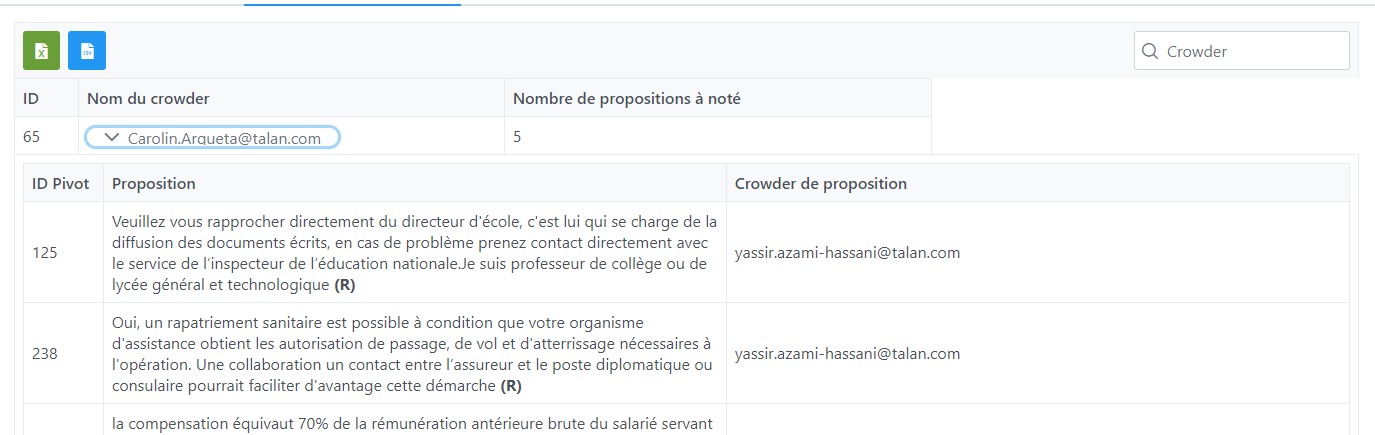 X
CSV
Crowder
ID Nom du crowder Nombre de propositions à noté
65 Carolin.Argueta@talan.com 5
ID Pivot Proposition Crowder de proposition
Veuillez vous rapprocher directement du directeur d'école, c'est lui qui se charge de la
diffusion des documents écrits, en cas de problème prenez contact directement avec
125 yassir.azami-hassani@talan.com
le service de l’inspecteur de l’éducation nationale.Je suis professeur de collège ou de
lycée général et technologique (R)
Oui, un rapatriement sanitaire est possible à condition que votre organisme
d'assistance obtient les autorisation de passage, de vol et d'atterrissage nécessaires à
238 yassir.azami-hassani@talan.com
l'opération. Une collaboration un contact entre l’assureur et le poste diplomatique ou
consulaire pourrait faciliter d'avantage cette démarche (R)
la compensation équivaut 70% de la rémunération antérieure brute du salarié servant